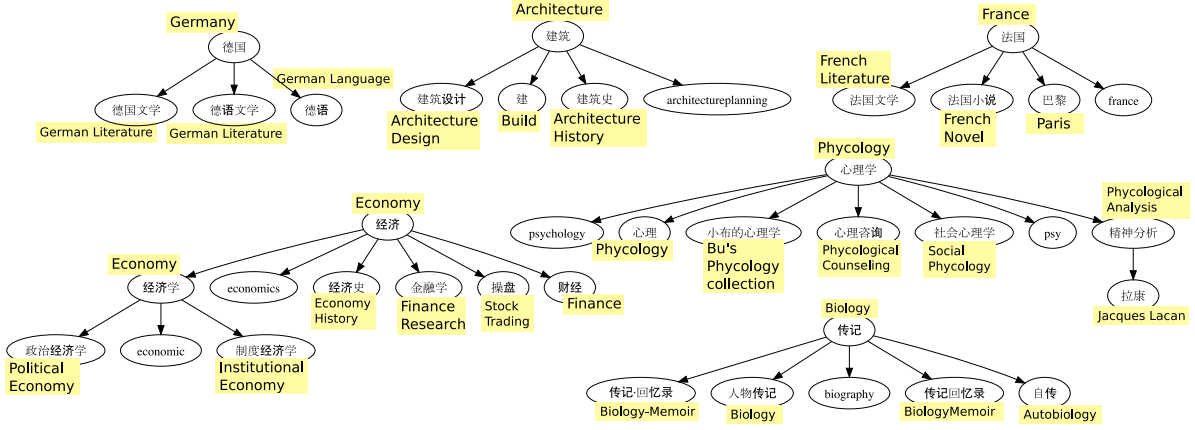 Germany
德国
German Language
德国文学
德语文学
德语
German Literature
German Literature
Architecture
建筑
建筑设计
建
建筑史
architectureplanning
Architecture
Design
Build
Architecture
History
France
法国
French
Literature
法国文学
法国小说
巴黎
france
French
Novel
Paris
Phycology
心理学
Phycological
Analysis
psychology
心理
小布的心理学
心理咨询
社会心理学
psy
精神分析
Phycology
Bu's
Phycology
collection
Phycological
Counseling
Social
Phycology
拉康
Jacques Lacan
Economy
经济
Economy
经济学
economics
经济史
金融学
操盘
财经
Economy
History
Finance
Research
Stock
Trading
Finance
政治经济学
economic
制度经济学
Political
Economy
Institutional
Economy
Biology
传记
传记·回忆录
人物传记
biography
传记回忆录
自传
Biology-Memoir
Biology
BiologyMemoir
Autobiology